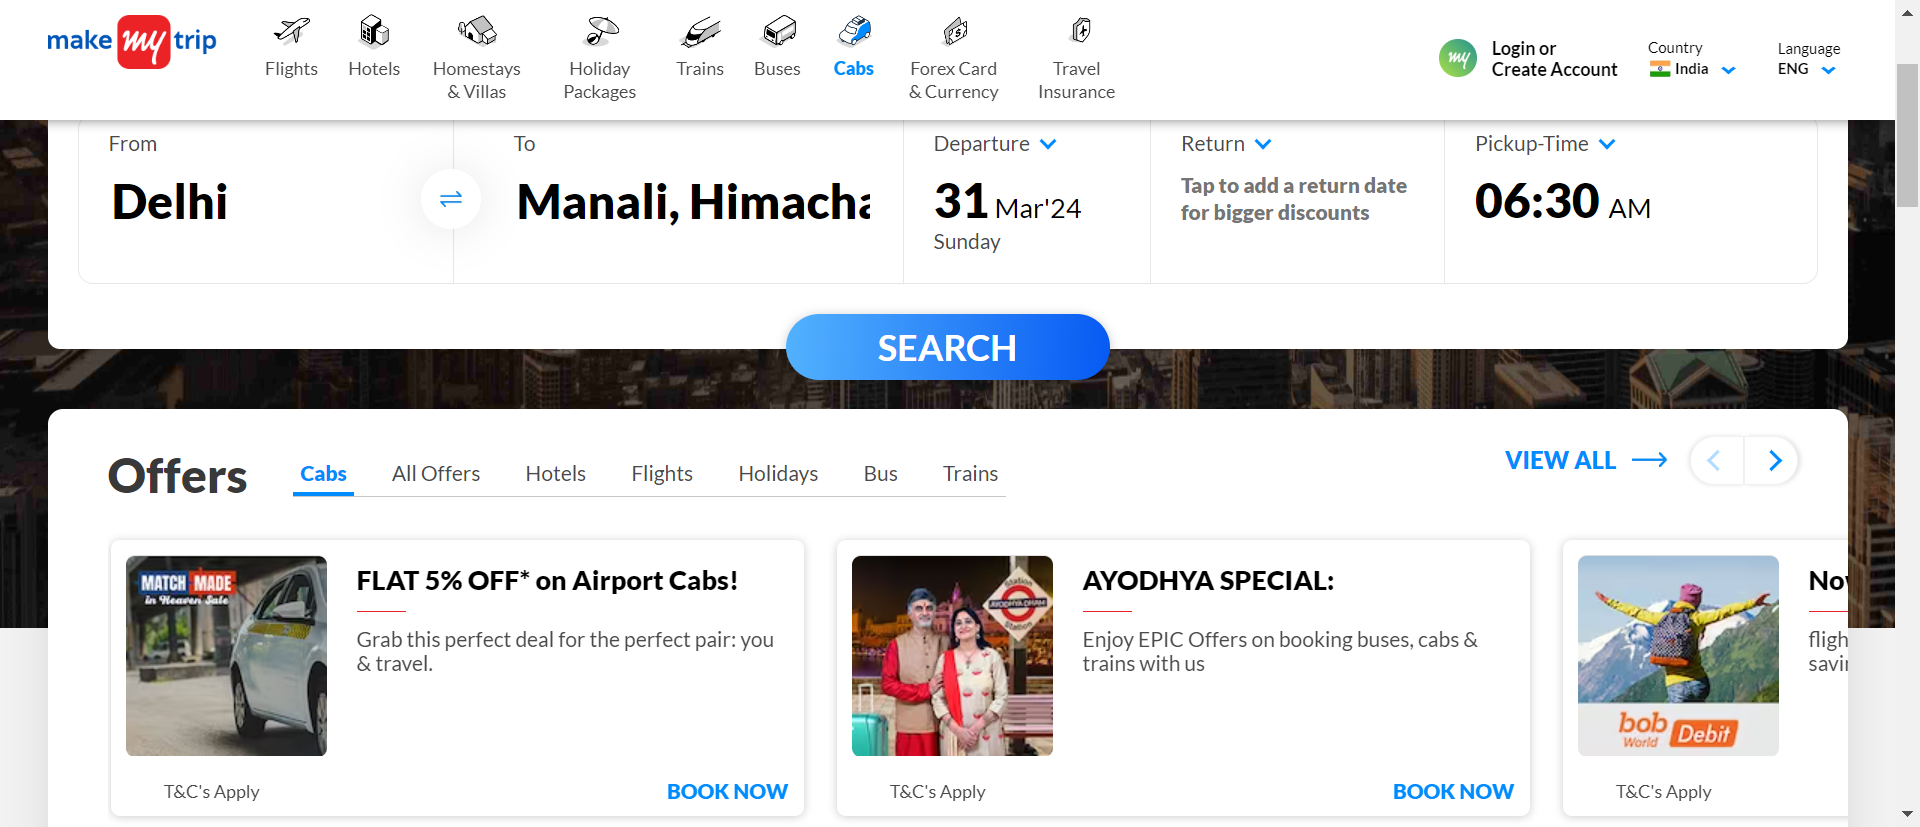 make my trip
Flights
Hotels
Homestays
& Villas
Holiday
Packages
Trains
Buses
Cabs
Forex Card
& Currency
Travel
Insurance
my
Login or
Create Account
Country
India
Language
ENG
From
Delhi
To
Manali, Himacha
Departure
31 Mar'24
Sunday
Return
Tap to add a return date
for bigger discounts
Pickup-Time
06:30 AM
SEARCH
Offers
Cabs
All Offers
Hotels
Flights
Holidays
Bus
Trains
VIEW ALL
MATCH MADE
in Heaven Sale
FLAT 5% OFF* on Airport Cabs!
Grab this perfect deal for the perfect pair: you
& travel.
T&C's Apply
BOOK NOW
Station
AYODHYA DHAM
Station
AYODHYA SPECIAL:
Enjoy EPIC Offers on booking buses, cabs &
trains with us
T&C's Apply
BOOK NOW
bob
World
Debit
fligh
savin
T&C's Apply